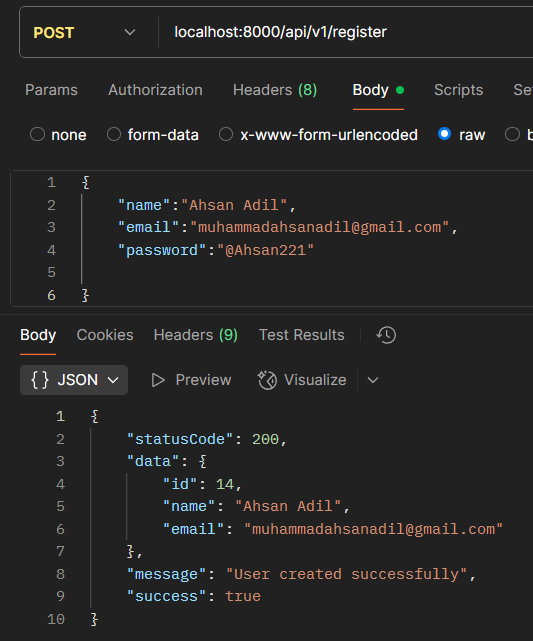 POST localhost:8000/api/v1/register
Params Authorization Headers (8) Body Scripts
none form-data x-www-form-urlencoded raw
1 {
2 "name":"Ahsan Adil",
3 "email":"muhammadahsanadil@gmail.com",
4 "password":"@Ahsan221"
5
6 }
Body Cookies Headers (9) Test Results
{} JSON Preview Visualize
1 {
2 "statusCode": 200,
3 "data": {
4 "id": 14,
5 "name": "Ahsan Adil",
6 "email": "muhammadahsanadil@gmail.com"
7 },
8 "message": "User created successfully",
9 "success": true
10 }